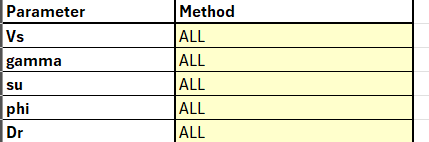 Parameter Method
Vs ALL
gamma ALL
su ALL
phi ALL
Dr ALL